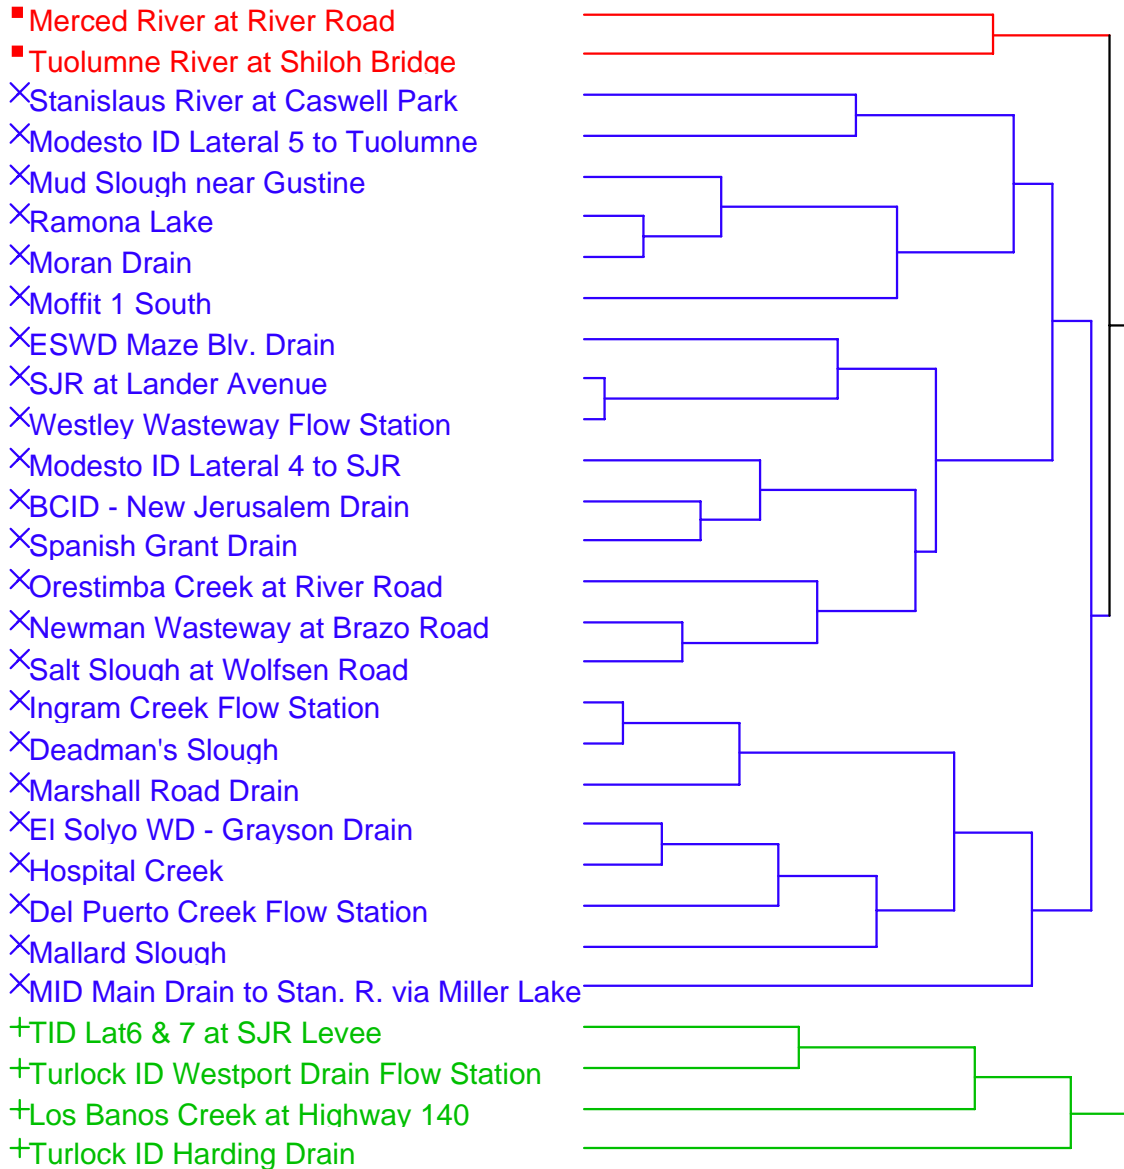 Merced River at River Road
Tuolumne River at Shiloh Bridge
Stanislaus River at Caswell Park
Modesto ID Lateral 5 to Tuolumne
Mud Slough near Gustine
Ramona Lake
Moran Drain
Moffit 1 South
ESWD Maze Blv. Drain
SJR at Lander Avenue
Westley Wasteway Flow Station
Modesto ID Lateral 4 to SJR
BCID - New Jerusalem Drain
Spanish Grant Drain
Orestimba Creek at River Road
Newman Wasteway at Brazo Road
Salt Slough at Wolfsen Road
Ingram Creek Flow Station
Deadman's Slough
Marshall Road Drain
El Solyo WD - Grayson Drain
Hospital Creek
Del Puerto Creek Flow Station
Mallard Slough
MID Main Drain to Stan. R. via Miller Lake
TID Lat6 & 7 at SJR Levee
Turlock ID Westport Drain Flow Station
Los Banos Creek at Highway 140
Turlock ID Harding Drain